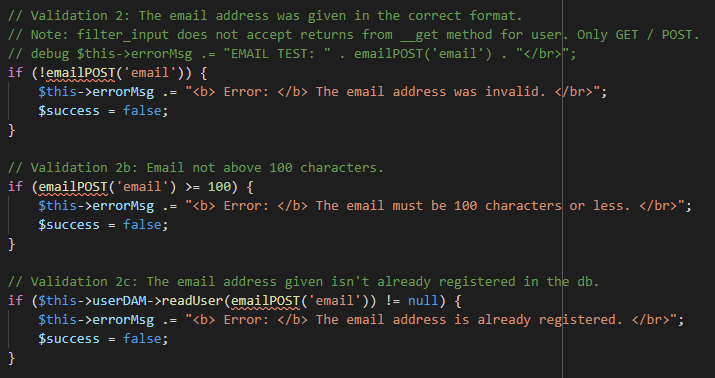 // Validation 2: The email address was given in the correct format.
// Note: filter_input does not accept returns from __get method for user. Only GET / POST.
// debug $this->errorMsg .= "EMAIL TEST: " . emailPOST('email') . "</br>";
if (!emailPOST('email')) {
    $this->errorMsg .= "<b> Error: </b> The email address was invalid. </br>";
    $success = false;
}
// Validation 2b: Email not above 100 characters.
if (emailPOST('email') >= 100) {
    $this->errorMsg .= "<b> Error: </b> The email must be 100 characters or less. </br>";
    $success = false;
}
// Validation 2c: The email address given isn't already registered in the db.
if ($this->userDAM->readUser(emailPOST('email')) != null) {
    $this->errorMsg .= "<b> Error: </b> The email address is already registered. </br>";
    $success = false;
}